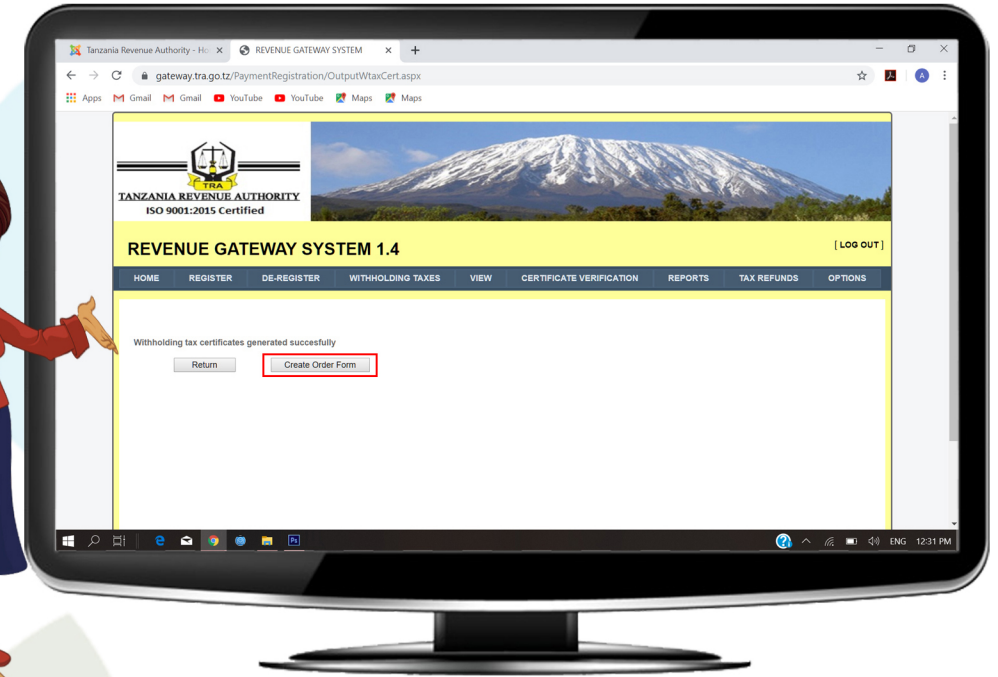 Tanzania Revenue Authority - Ho
REVENUE GATEWAY SYSTEM
gateway.tra.go.tz/PaymentRegistration/OutputWtaxCert.aspx
A
Apps Gmail Gmail YouTube YouTube Maps Maps
TRA
TANZANIA REVENUE AUTHORITY
ISO 9001:2015 Certified
REVENUE GATEWAY SYSTEM 1.4
[ LOG OUT ]
HOME REGISTER DE-REGISTER WITHHOLDING TAXES VIEW CERTIFICATE VERIFICATION REPORTS TAX REFUNDS OPTIONS
Withholding tax certificates generated succesfully
Return Create Order Form
Ps
ENG 12:31 PM